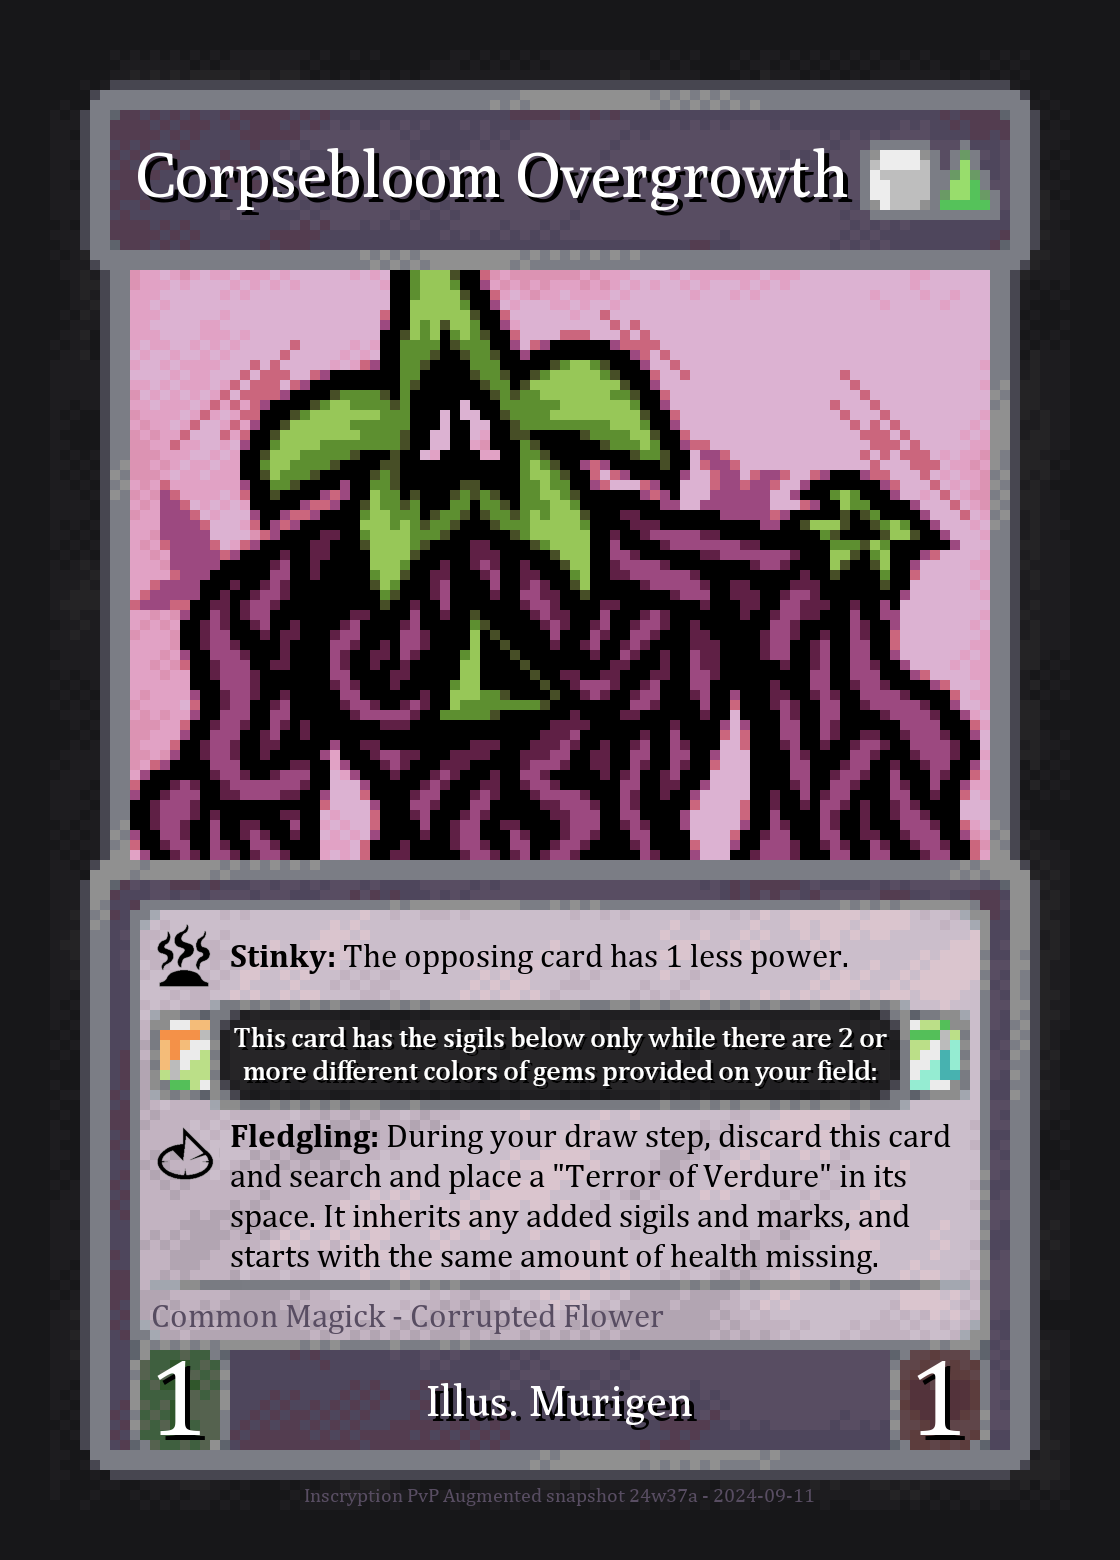 Corpsebloom Overgrowth
Stinky: The opposing card has 1 less power.
This card has the sigils below only while there are 2 or
more different colors of gems provided on your field:
Fledgling: During your draw step, discard this card
and search and place a "Terror of Verdure" in its
space. It inherits any added sigils and marks, and
starts with the same amount of health missing.
Common Magick - Corrupted Flower
1 Illus. Murigen 1
Inscryption PvP Augmented snapshot 24w37a - 2024-09-11